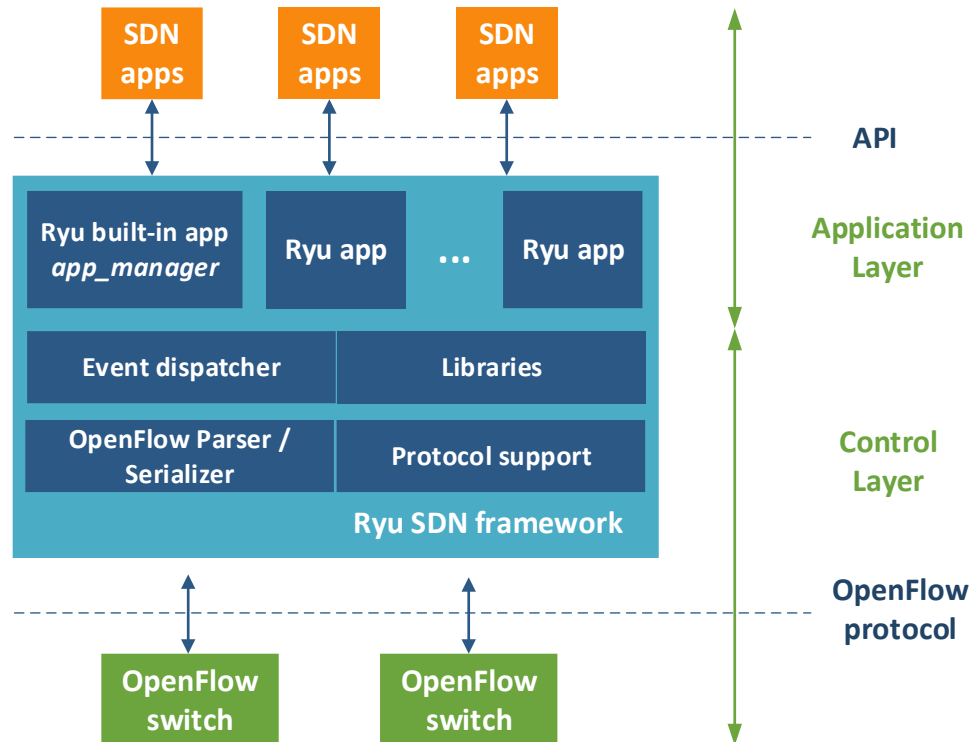 SDN
apps
SDN
apps
SDN
apps
API
Ryu built-in app
app_manager
Ryu app
...
Ryu app
Application
Layer
Event dispatcher
Libraries
OpenFlow Parser /
Serializer
Protocol support
Control
Layer
Ryu SDN framework
OpenFlow
protocol
OpenFlow
switch
OpenFlow
switch